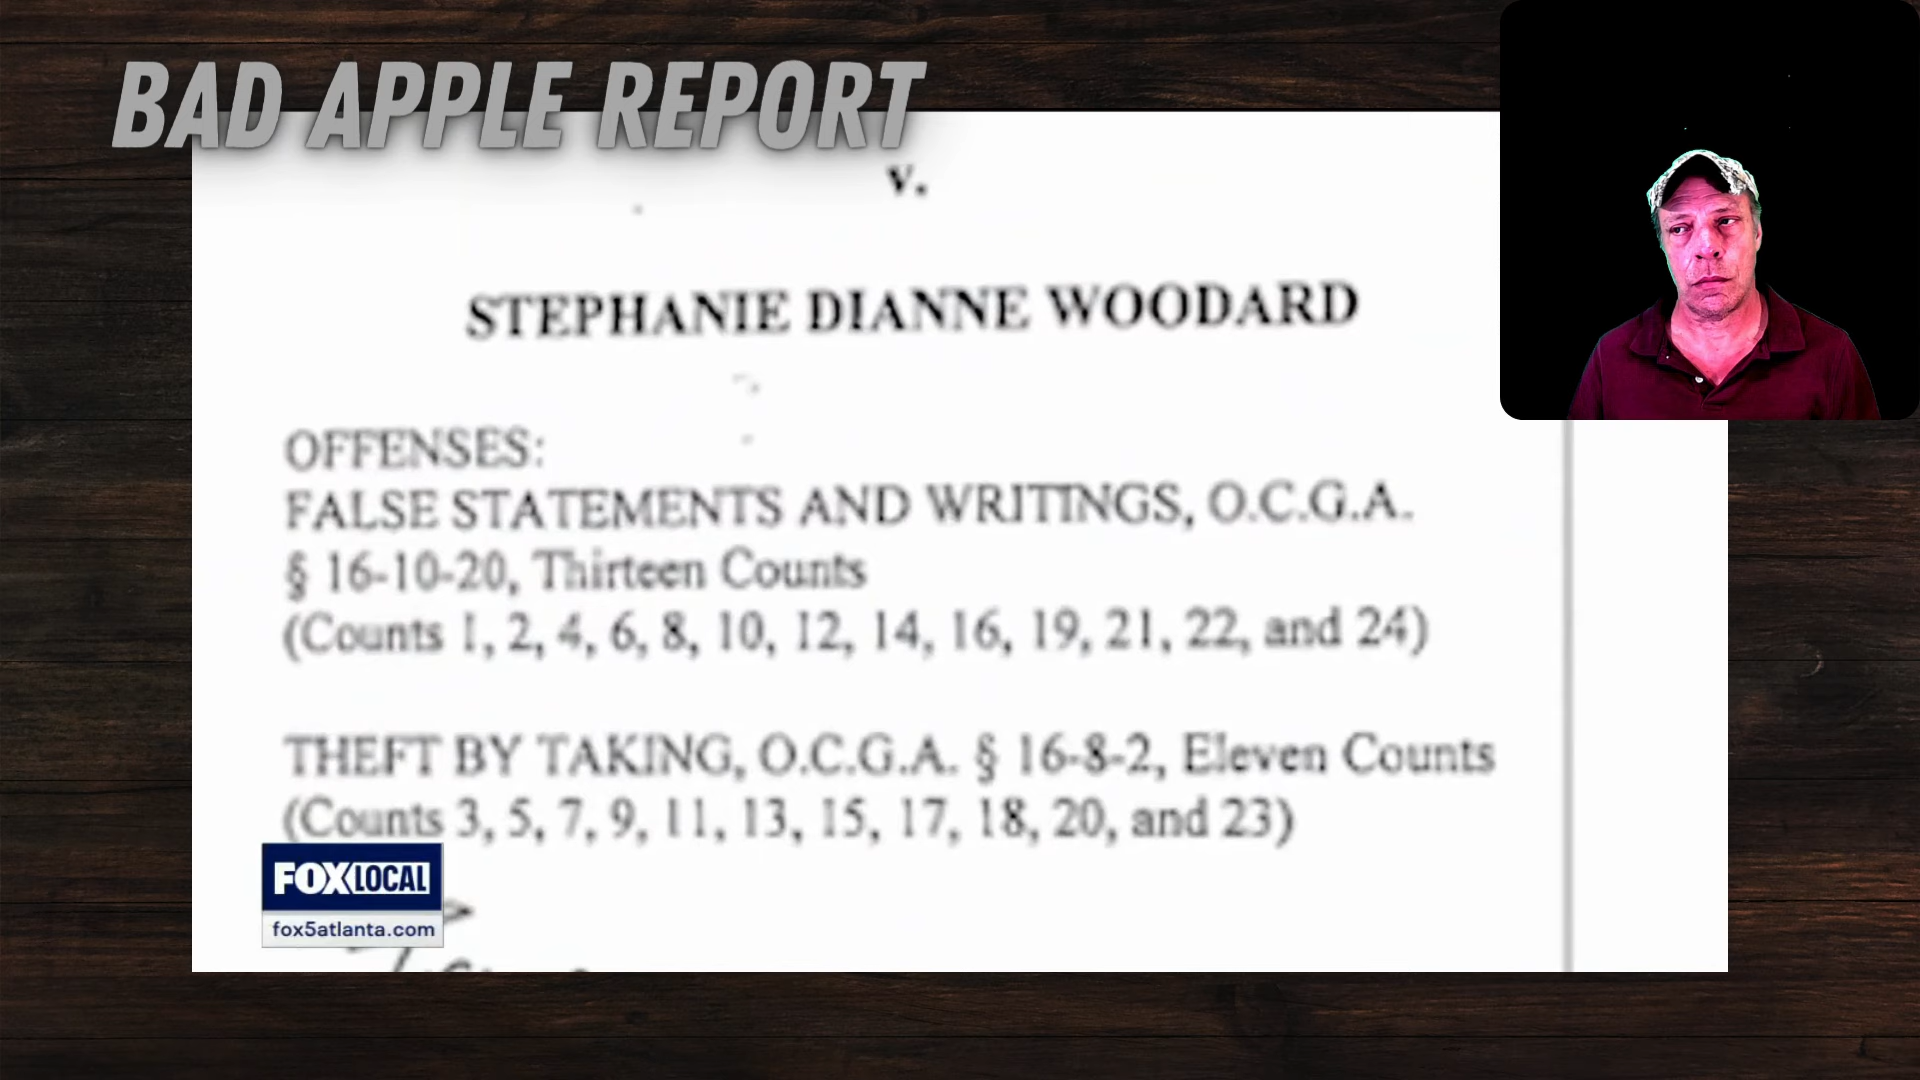 BAD APPLE REPORT
v.
STEPHANIE DIANNE WOODARD
OFFENSES:
FALSE STATEMENTS AND WRITINGS, O.C.G.A.
§ 16-10-20, Thirteen Counts
(Counts 1, 2, 4, 6, 8, 10, 12, 14, 16, 19, 21, 22, and 24)
THEFT BY TAKING, O.C.G.A. § 16-8-2, Eleven Counts
(Counts 3, 5, 7, 9, 11, 13, 15, 17, 18, 20, and 23)
FOX LOCAL
fox5atlanta.com